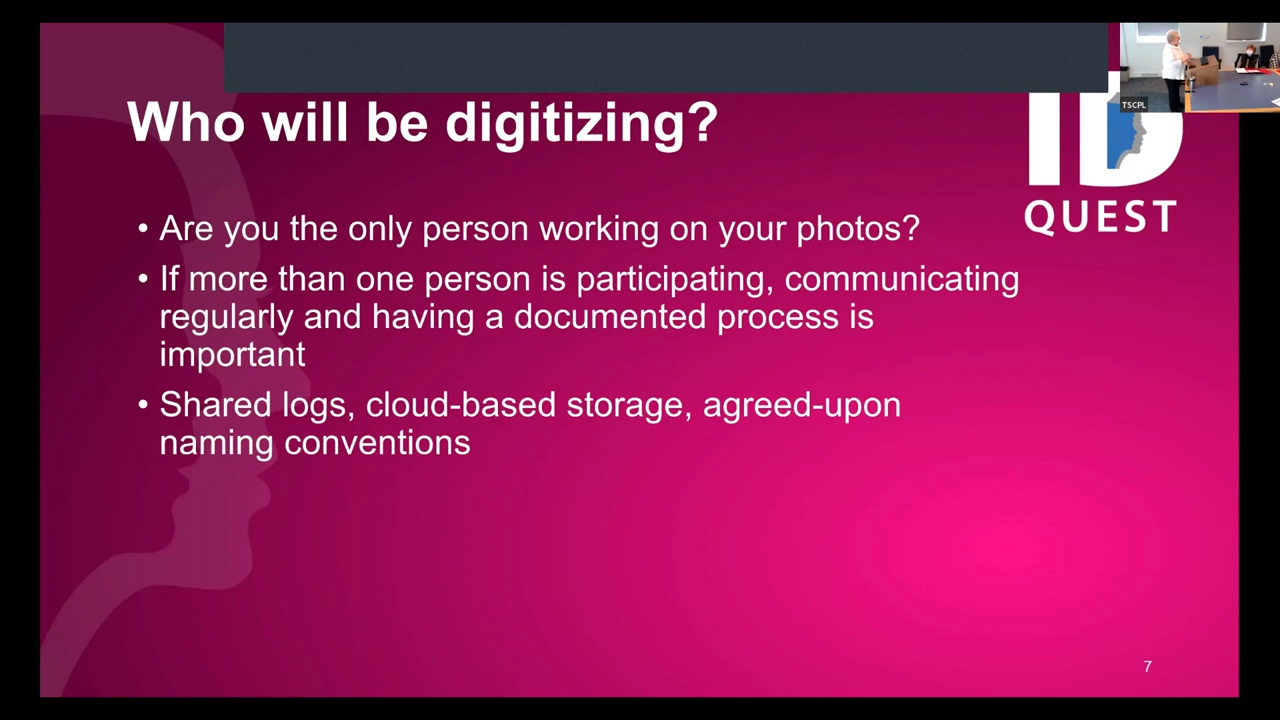 TSCPL
Who will be digitizing?
ID
QUEST
• Are you the only person working on your photos?
• If more than one person is participating, communicating
regularly and having a documented process is
important
• Shared logs, cloud-based storage, agreed-upon
naming conventions
7